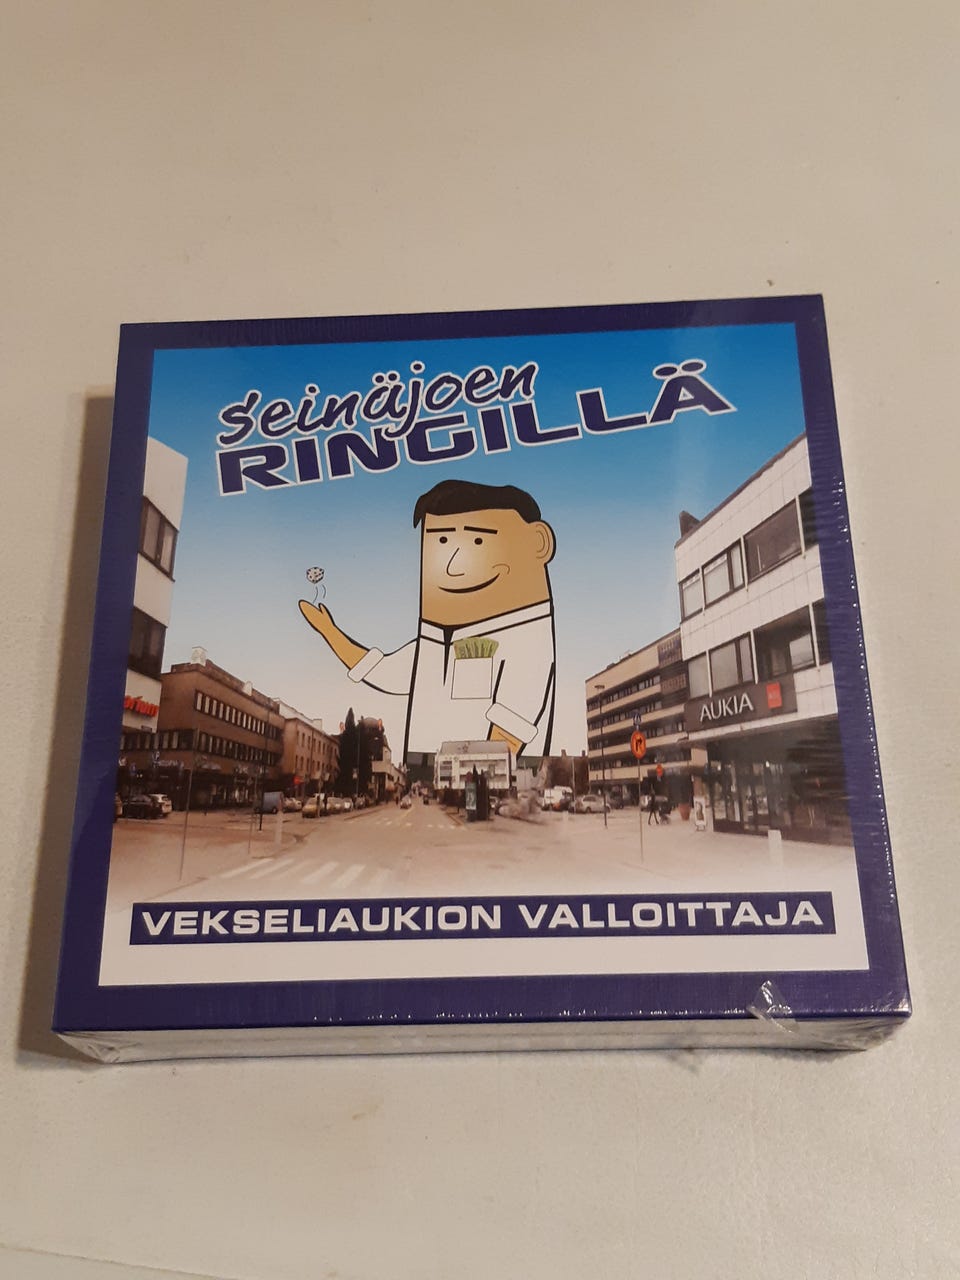 Seinäjoen
RINGILLÄ
AUKIA
VEKSELIAUKION VALLOITTAJA